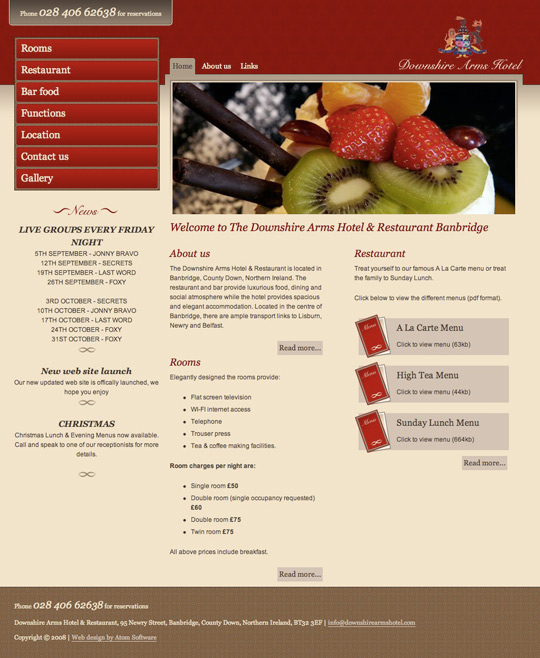 Phone 028 406 62638 for reservations
Downshire Arms Hotel
Home About us Links
Rooms
Restaurant
Bar food
Functions
Location
Contact us
Gallery
News
LIVE GROUPS EVERY FRIDAY
NIGHT
5TH SEPTEMBER - JONNY BRAVO
12TH SEPTEMBER - SECRETS
19TH SEPTEMBER - LAST WORD
26TH SEPTEMBER - FOXY
3RD OCTOBER - SECRETS
10TH OCTOBER - JONNY BRAVO
17TH OCTOBER - LAST WORD
24TH OCTOBER - FOXY
31ST OCTOBER - FOXY
New web site launch
Our new updated web site is offically launched, we
hope you enjoy
CHRISTMAS
Christmas Lunch & Evening Menus now available.
Call and speak to one of our receptionists for more
details.
Welcome to The Downshire Arms Hotel & Restaurant Banbridge
About us
The Downshire Arms Hotel & Restaurant is located in
Banbridge, County Down, Northern Ireland. The
restaurant and bar provide luxurious food, dining and
social atmosphere while the hotel provides spacious
and elegant accommodation. Located in the centre of
Banbridge, there are ample transport links to Lisburn,
Newry and Belfast.
Read more...
Rooms
Elegantly designed the rooms provide:
Flat screen television
WI-FI internet access
Telephone
Trouser press
Tea & coffee making facilities.
Room charges per night are:
Single room £50
Double room (single occupancy requested)
£60
Double room £75
Twin room £75
All above prices include breakfast.
Read more...
Restaurant
Treat yourself to our famous A La Carte menu or treat
the family to Sunday Lunch.
Click below to view the different menus (pdf format).
Menu
A La Carte Menu
Click to view menu (63kb)
Menu
High Tea Menu
Click to view menu (44kb)
Menu
Sunday Lunch Menu
Click to view menu (664kb)
Read more...
Phone 028 406 62638 for reservations
Downshire Arms Hotel & Restaurant, 95 Newry Street, Banbridge, County Down, Northern Ireland, BT32 3EF | info@downshirearmshotel.com
Copyright © 2008 | Web design by Atom Software